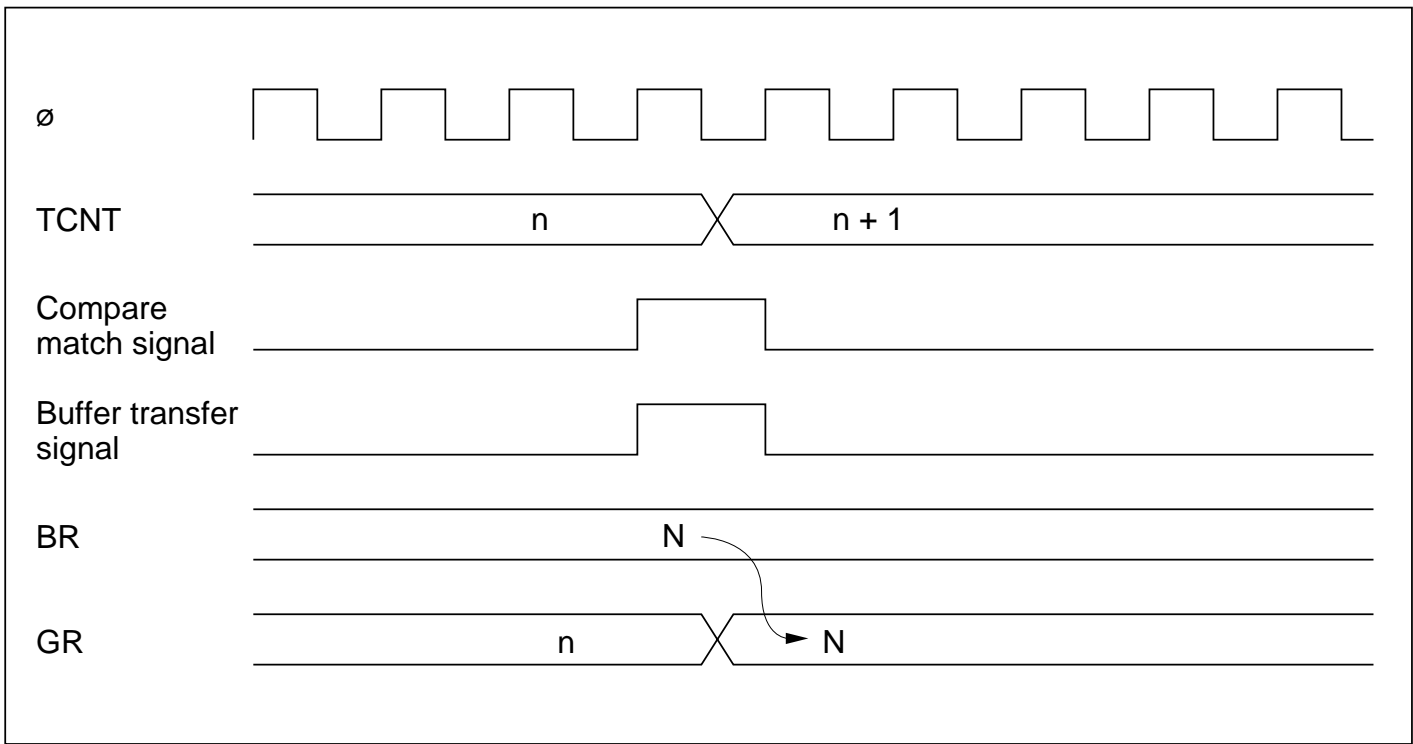 ø
TCNT
n
n + 1
Compare
match signal
Buffer transfer
signal
BR
N
GR
n
N